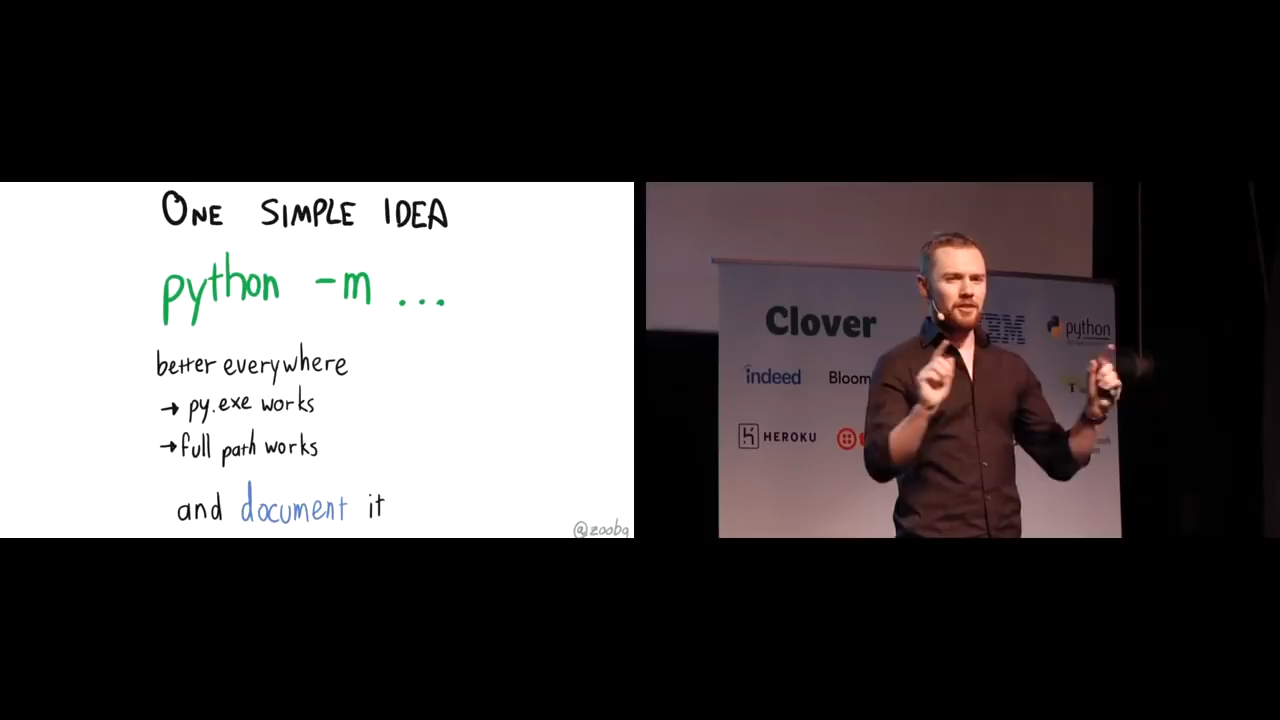 ONE SIMPLE IDEA
python -m ...
better everywhere
→ py.exe works
→ full path works
and document it
@zooba
Clover
IBM
python
indeed
Bloom
HEROKU